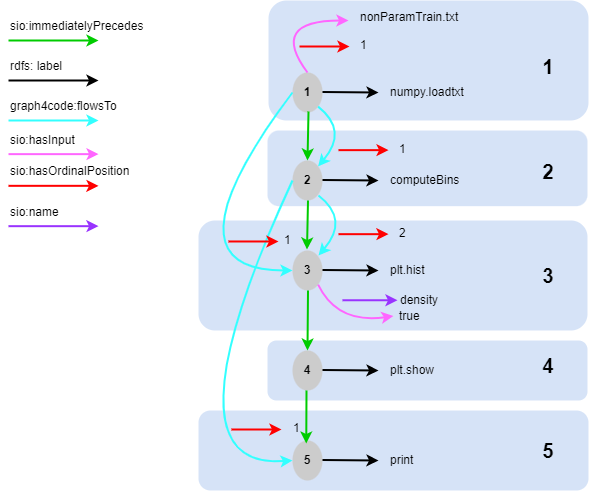 sio:immediatelyPrecedes
rdfs: label
graph4code:flowsTo
sio:hasInput
sio:hasOrdinalPosition
sio:name
nonParamTrain.txt
1
1
1
numpy.loadtxt
1
2
2
computeBins
2
1
3
3
plt.hist
density
true
4
4
plt.show
1
5
5
print